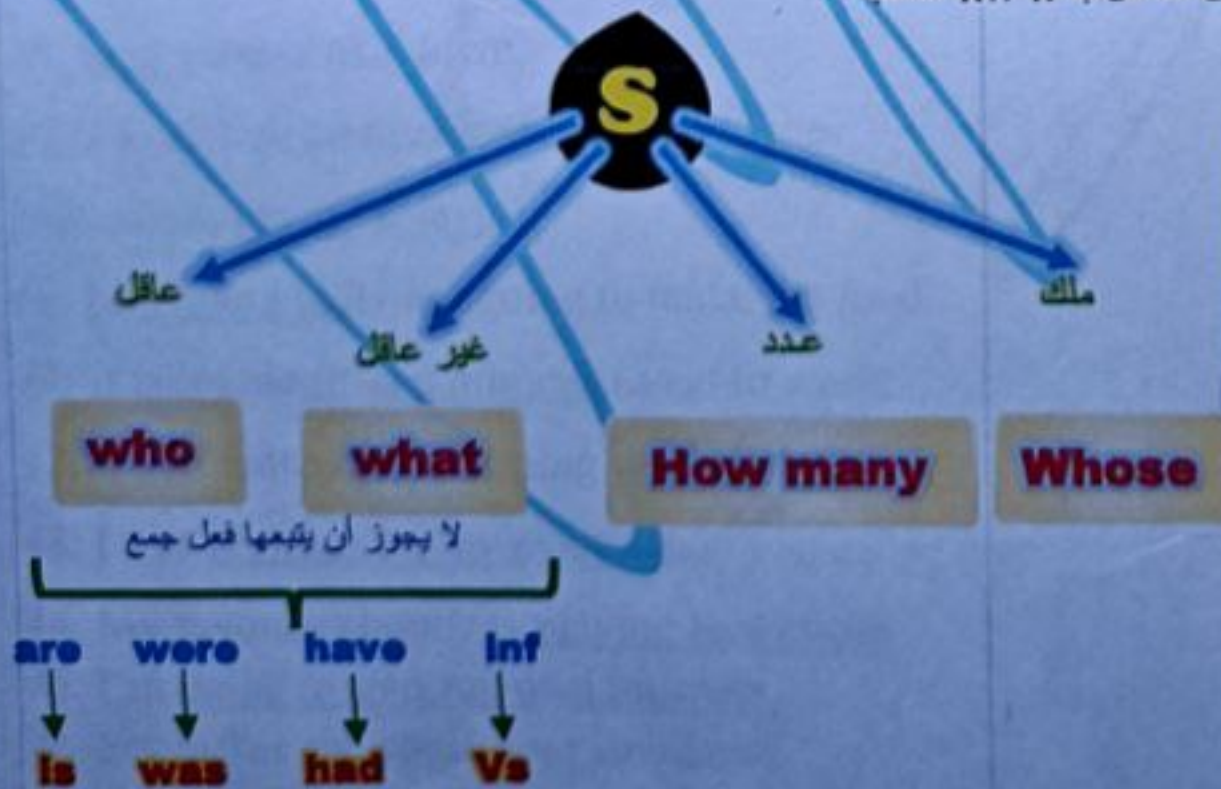 S
عاقل
غير عاقل
عدد
ملك
who
what
How many
Whose
لا يجوز أن يتبعها فعل جمع
are were have inf
is was had Vs